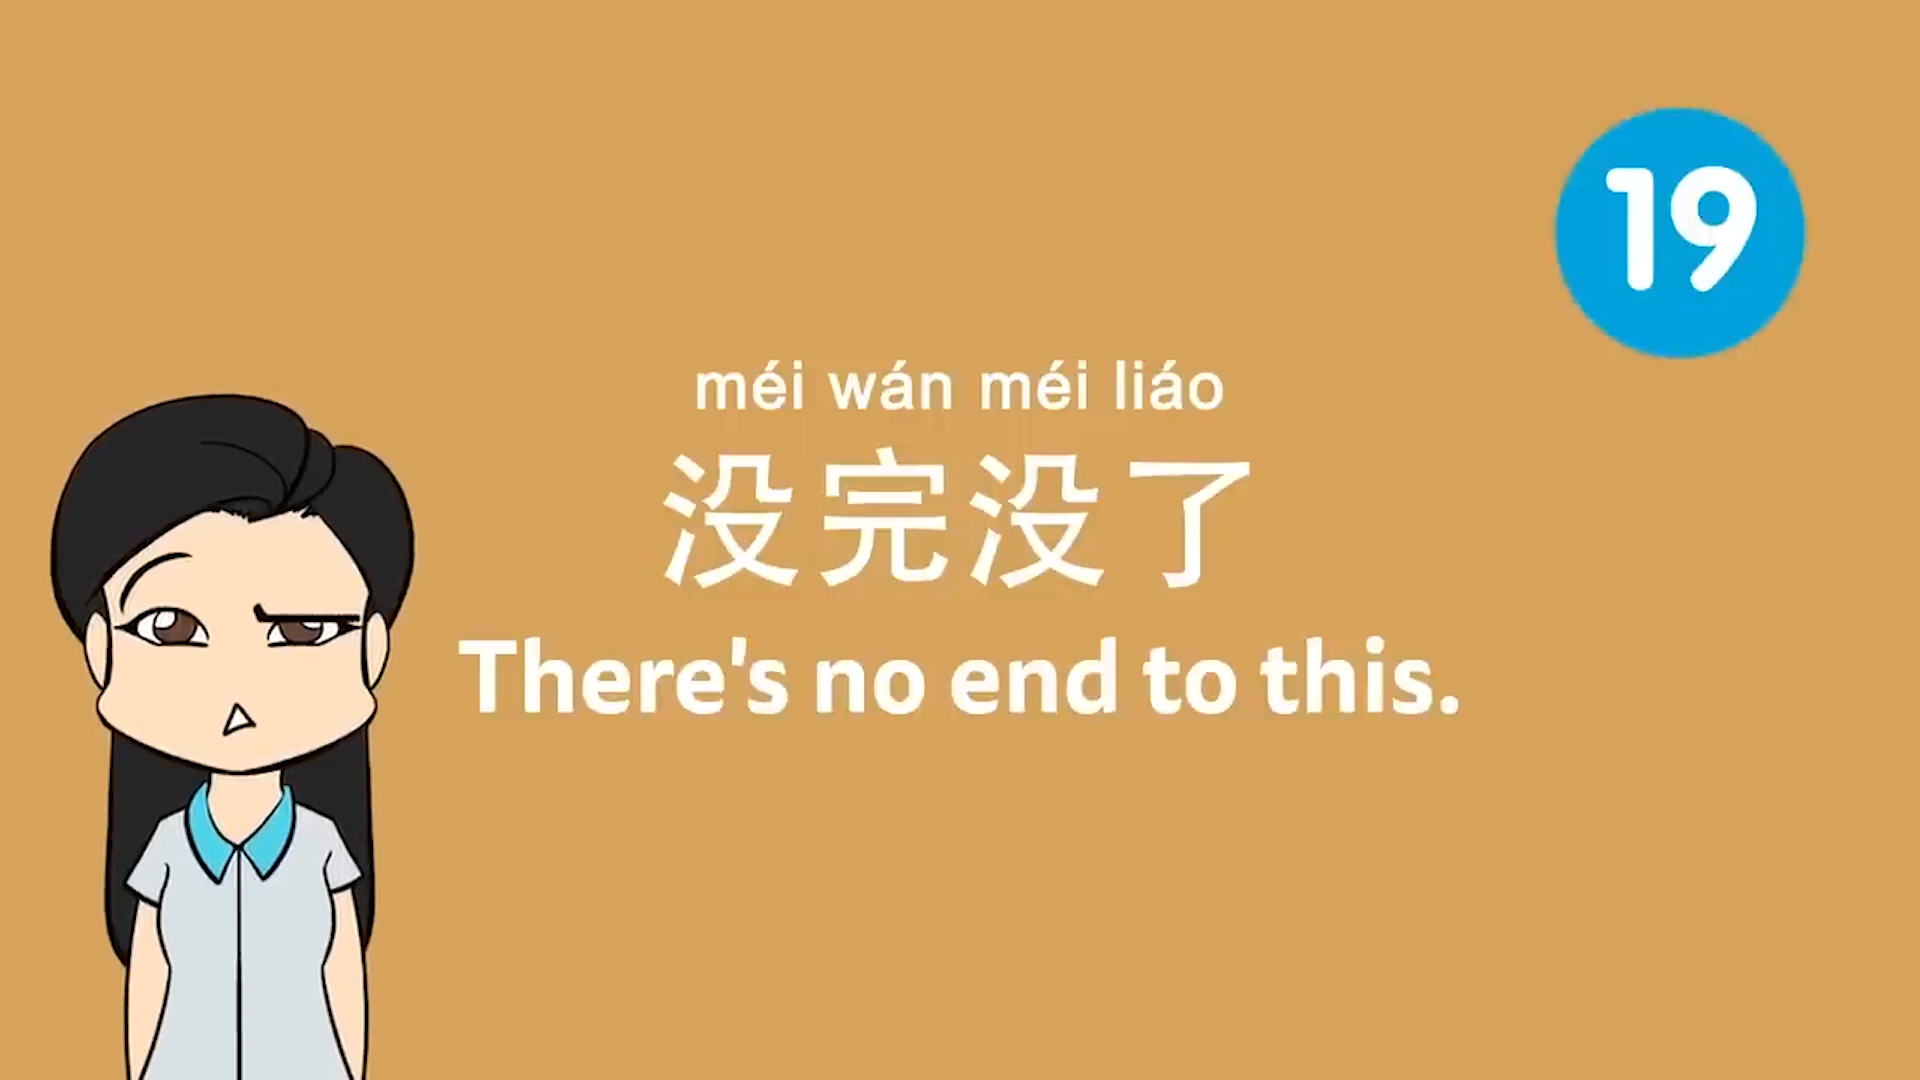 19
méi wán méi liáo
没完没了
There's no end to this.